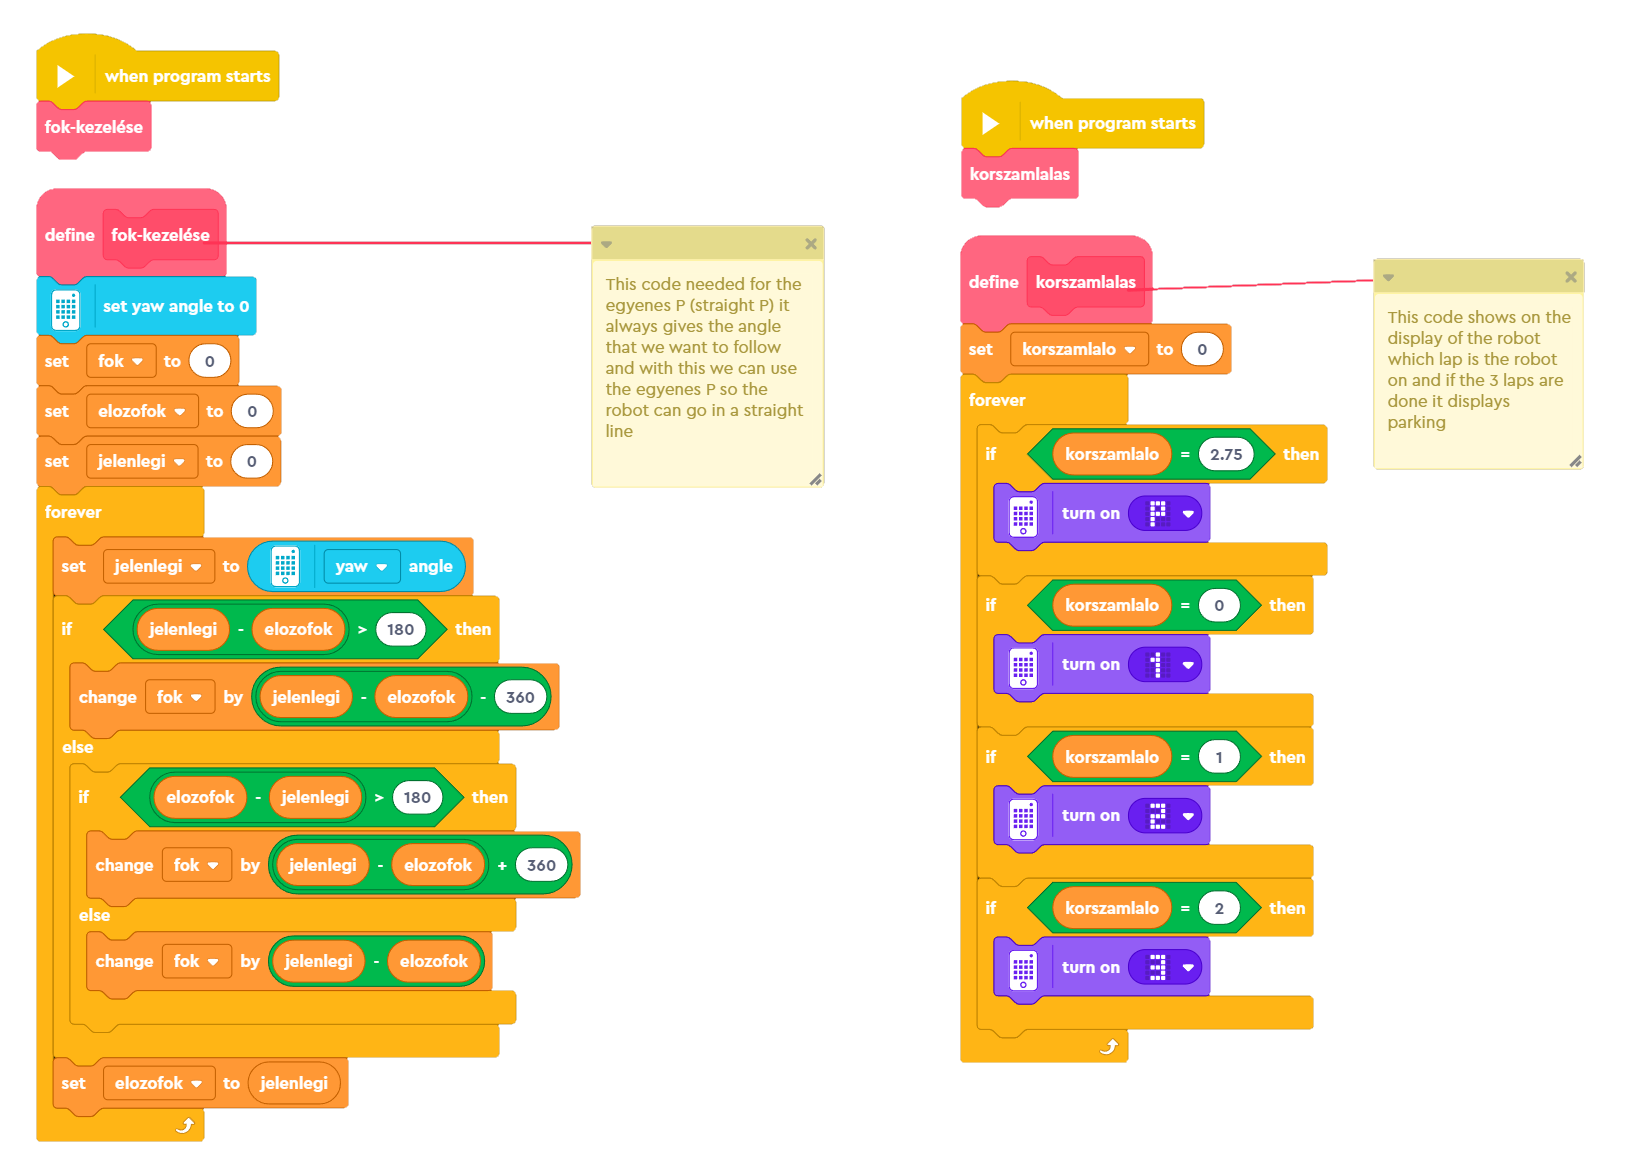 when program starts
fok-kezelése
define fok-kezelése
set yaw angle to 0
set fok to 0
set elozofok to 0
set jelenlegi to 0
forever
set jelenlegi to yaw angle
if jelenlegi - elozofok > 180 then
change fok by jelenlegi - elozofok - 360
else
if elozofok - jelenlegi > 180 then
change fok by jelenlegi - elozofok + 360
else
change fok by jelenlegi - elozofok
set elozofok to jelenlegi
This code needed for the
egyenes P (straight P) it
always gives the angle
that we want to follow
and with this we can use
the egyenes P so the
robot can go in a straight
line
when program starts
korszamlalas
define korszamlalas
set korszamlalo to 0
forever
if korszamlalo = 2.75 then
turn on P
if korszamlalo = 0 then
turn on 1
if korszamlalo = 1 then
turn on 2
if korszamlalo = 2 then
turn on 3
This code shows on the
display of the robot
which lap is the robot
on and if the 3 laps are
done it displays
parking